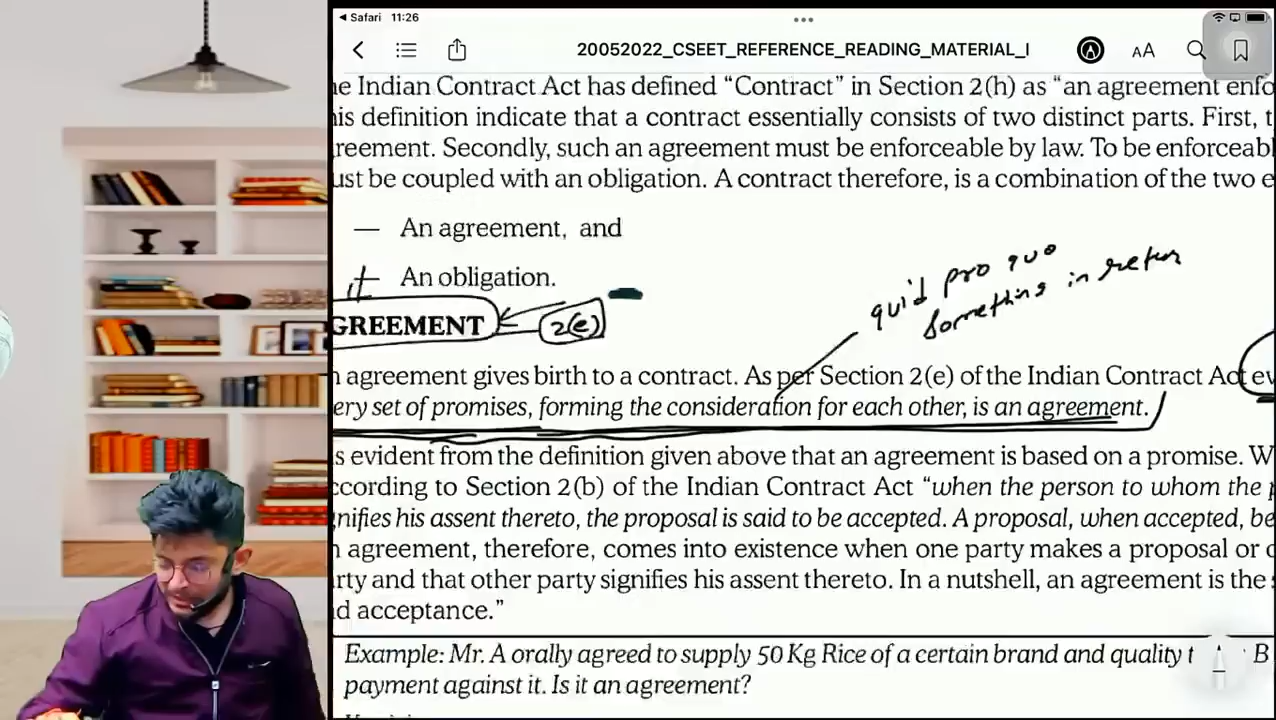 Safari 11:26
20052022_CSEET_REFERENCE_READING_MATERIAL_I
AA
Indian Contract Act has defined “Contract” in Section 2(h) as “an agreement
his definition indicate that a contract essentially consists of two distinct parts. First,
reement. Secondly, such an agreement must be enforceable by law. To be enforceabl
ust be coupled with an obligation. A contract therefore, is a combination of the two e
— An agreement, and
An obligation.
quid pro quo
something in
GREEMENT 2(e)
agreement gives birth to a contract. As per Section 2(e) of the Indian Contract Act ev
ery set of promises, forming the consideration for each other, is an agreement.
s evident from the definition given above that an agreement is based on a promise. W
ccording to Section 2(b) of the Indian Contract Act “when the person to whom the p
nifies his assent thereto, the proposal is said to be accepted. A proposal, when accepted, be
agreement, therefore, comes into existence when one party makes a proposal or o
rty and that other party signifies his assent thereto. In a nutshell, an agreement is the
d acceptance.”
Example: Mr. A orally agreed to supply 50 Kg Rice of a certain brand and quality t B
payment against it. Is it an agreement?